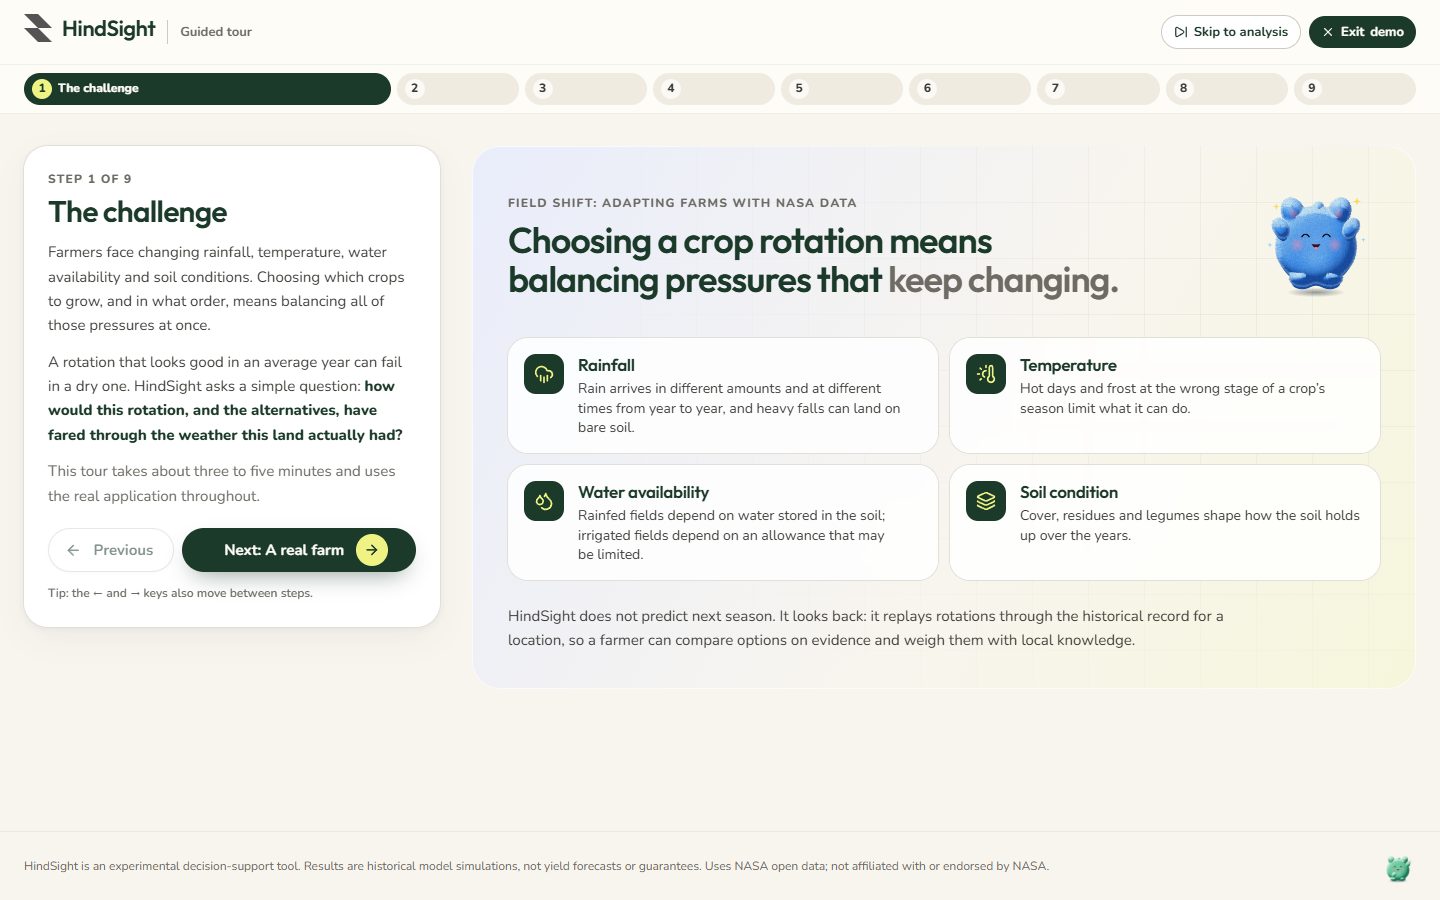 HindSight
Guided tour
Skip to analysis
Exit demo
1 The challenge
2
3
4
5
6
7
8
9
STEP 1 OF 9
The challenge
Farmers face changing rainfall, temperature, water
availability and soil conditions. Choosing which crops
to grow, and in what order, means balancing all of
those pressures at once.
A rotation that looks good in an average year can fail
in a dry one. HindSight asks a simple question: how
would this rotation, and the alternatives, have
fared through the weather this land actually had?
This tour takes about three to five minutes and uses
the real application throughout.
← Previous
Next: A real farm →
Tip: the ← and → keys also move between steps.
FIELD SHIFT: ADAPTING FARMS WITH NASA DATA
Choosing a crop rotation means
balancing pressures that keep changing.
Rainfall
Rain arrives in different amounts and at different
times from year to year, and heavy falls can land on
bare soil.
Temperature
Hot days and frost at the wrong stage of a crop’s
season limit what it can do.
Water availability
Rainfed fields depend on water stored in the soil;
irrigated fields depend on an allowance that may
be limited.
Soil condition
Cover, residues and legumes shape how the soil holds
up over the years.
HindSight does not predict next season. It looks back: it replays rotations through the historical record for a
location, so a farmer can compare options on evidence and weigh them with local knowledge.
HindSight is an experimental decision-support tool. Results are historical model simulations, not yield forecasts or guarantees. Uses NASA open data; not affiliated with or endorsed by NASA.